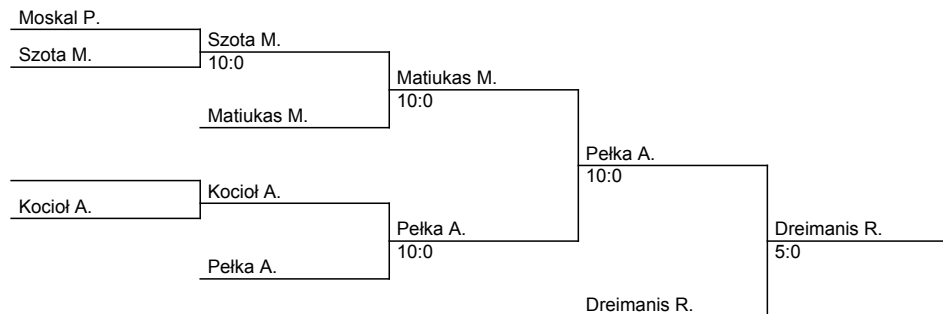 Moskal P.
Szota M.
Szota M.
10:0
Matiukas M.
10:0
Matiukas M.
Pełka A.
10:0
Kocioł A.
Kocioł A.
Pełka A.
10:0
Dreimanis R.
5:0
Pełka A.
Dreimanis R.